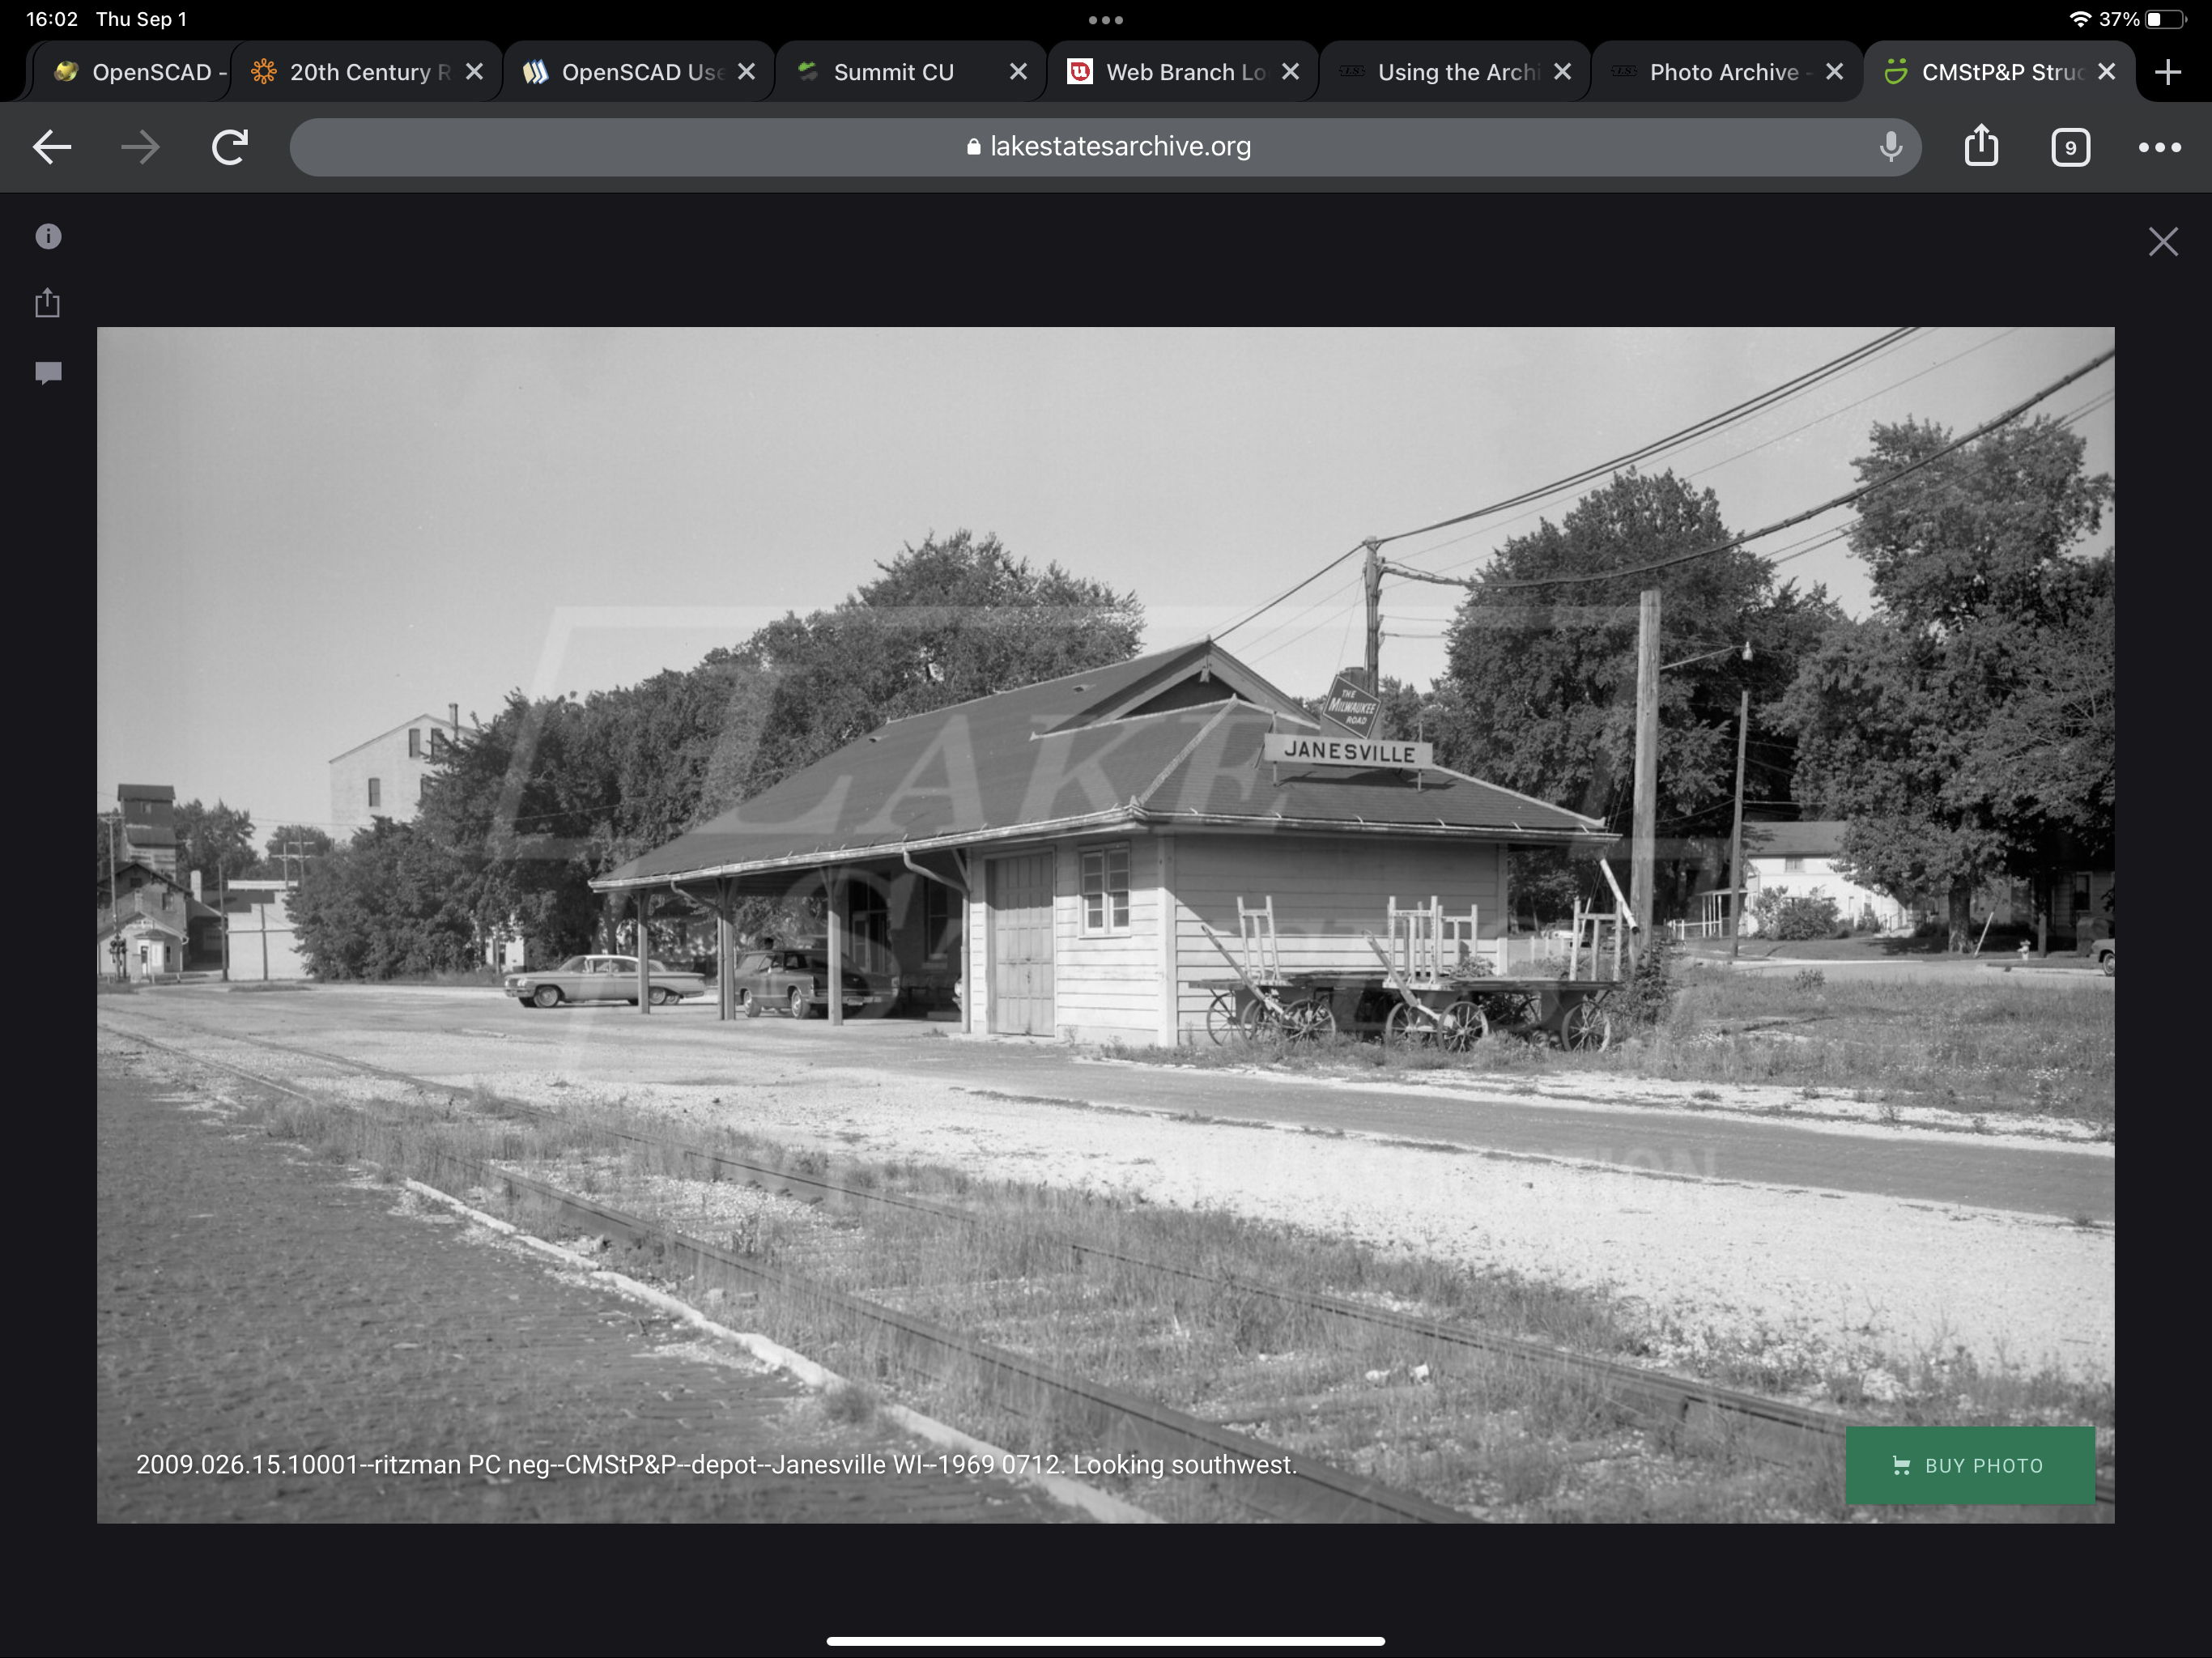 16:02 Thu Sep 1
37%
OpenSCAD -
20th Century R
OpenSCAD Use
Summit CU
Web Branch Lo
Using the Archi
Photo Archive -
CMStP&P Struc
lakestatesarchive.org
9
THE
MILWAUKEE
ROAD
JANESVILLE
LAKE
2009.026.15.10001--ritzman PC neg--CMStP&P--depot--Janesville WI--1969 0712. Looking southwest.
BUY PHOTO